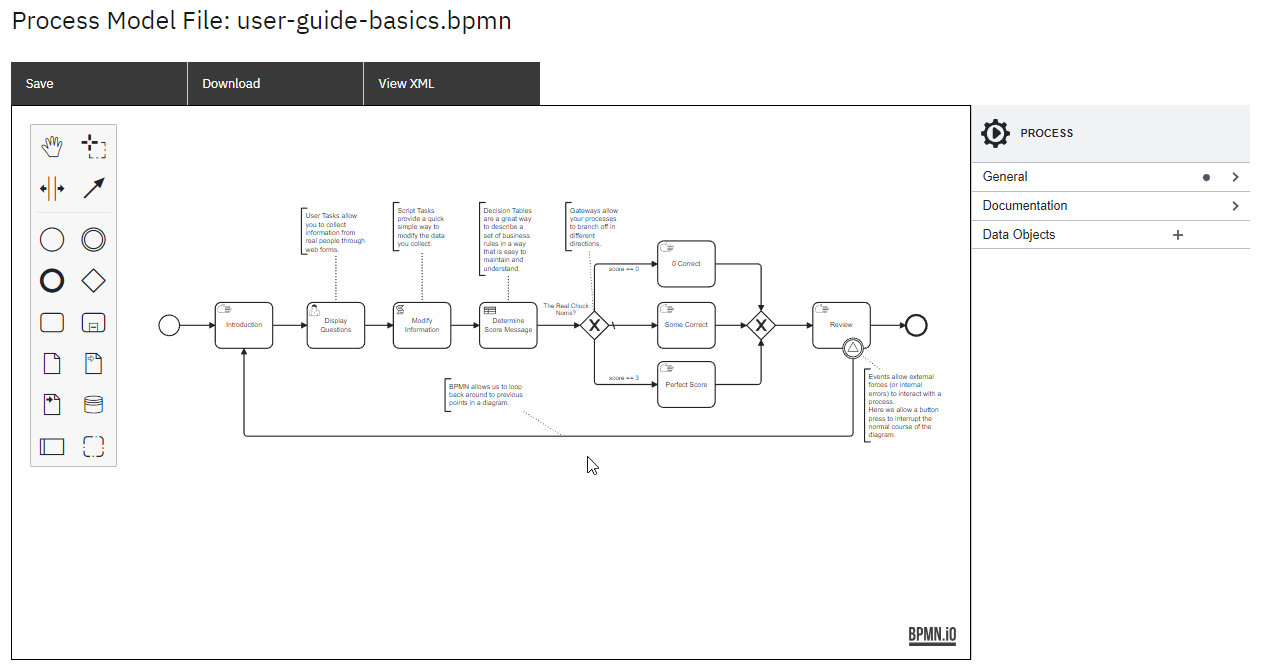 Process Model File: user-guide-basics.bpmn
Save
Download
View XML
PROCESS
General
Documentation
Data Objects
User Tasks allow
you to collect
information from
real people through
web forms.
Script Tasks
provide a quick
simple way to
modify the data
you collect.
Decision Tables
are a great way
to describe a
set of business
rules in a way
that is easy to
maintain and
understand.
Gateways allow
your processes
to branch off in
different
directions.
score == 0
0 Correct
The Real Chuck
Norris?
Introduction
Display
Questions
Modify
Information
Determine
Score Message
X
Some Correct
X
Review
score == 3
Perfect Score
BPMN allows us to loop
back around to previous
points in a diagram.
Events allow external
forces (or internal
errors) to interact with a
process.
Here we allow a button
press to interrupt the
normal course of the
diagram.
BPMN.iO